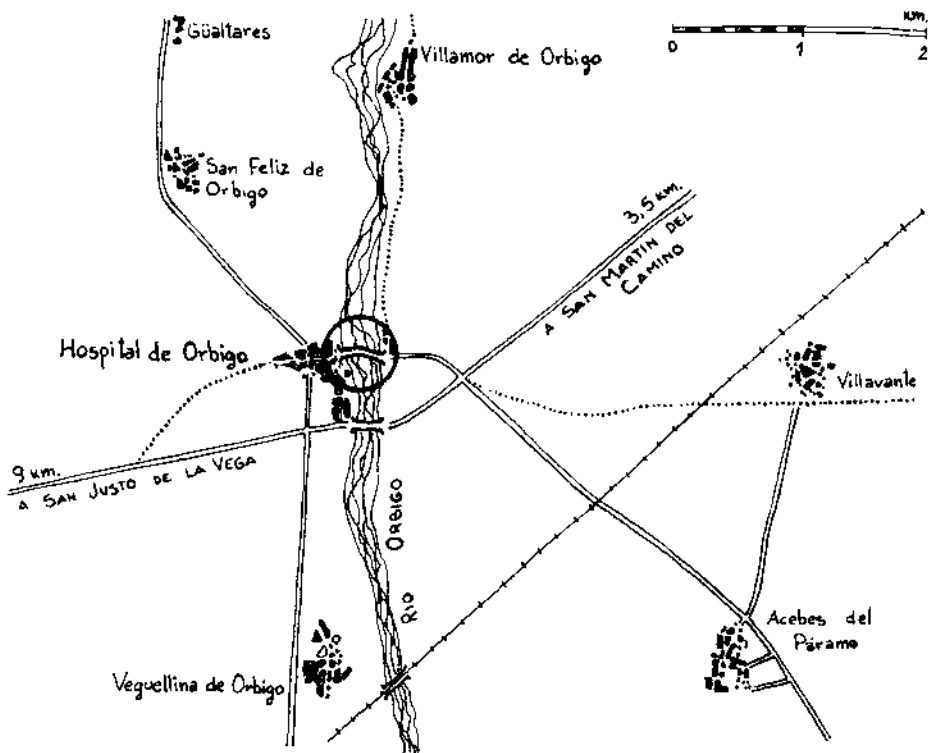 Güaltares
Km.
0 1 2
Villamor de Orbigo
San Feliz de
Orbigo
3,5 km.
A SAN MARTIN DEL
CAMINO
Hospital de Orbigo
Villavante
9 km.
A SAN JUSTO DE LA VEGA
RIO ORBIGO
Acebes del
Páramo
Veguellina de Orbigo